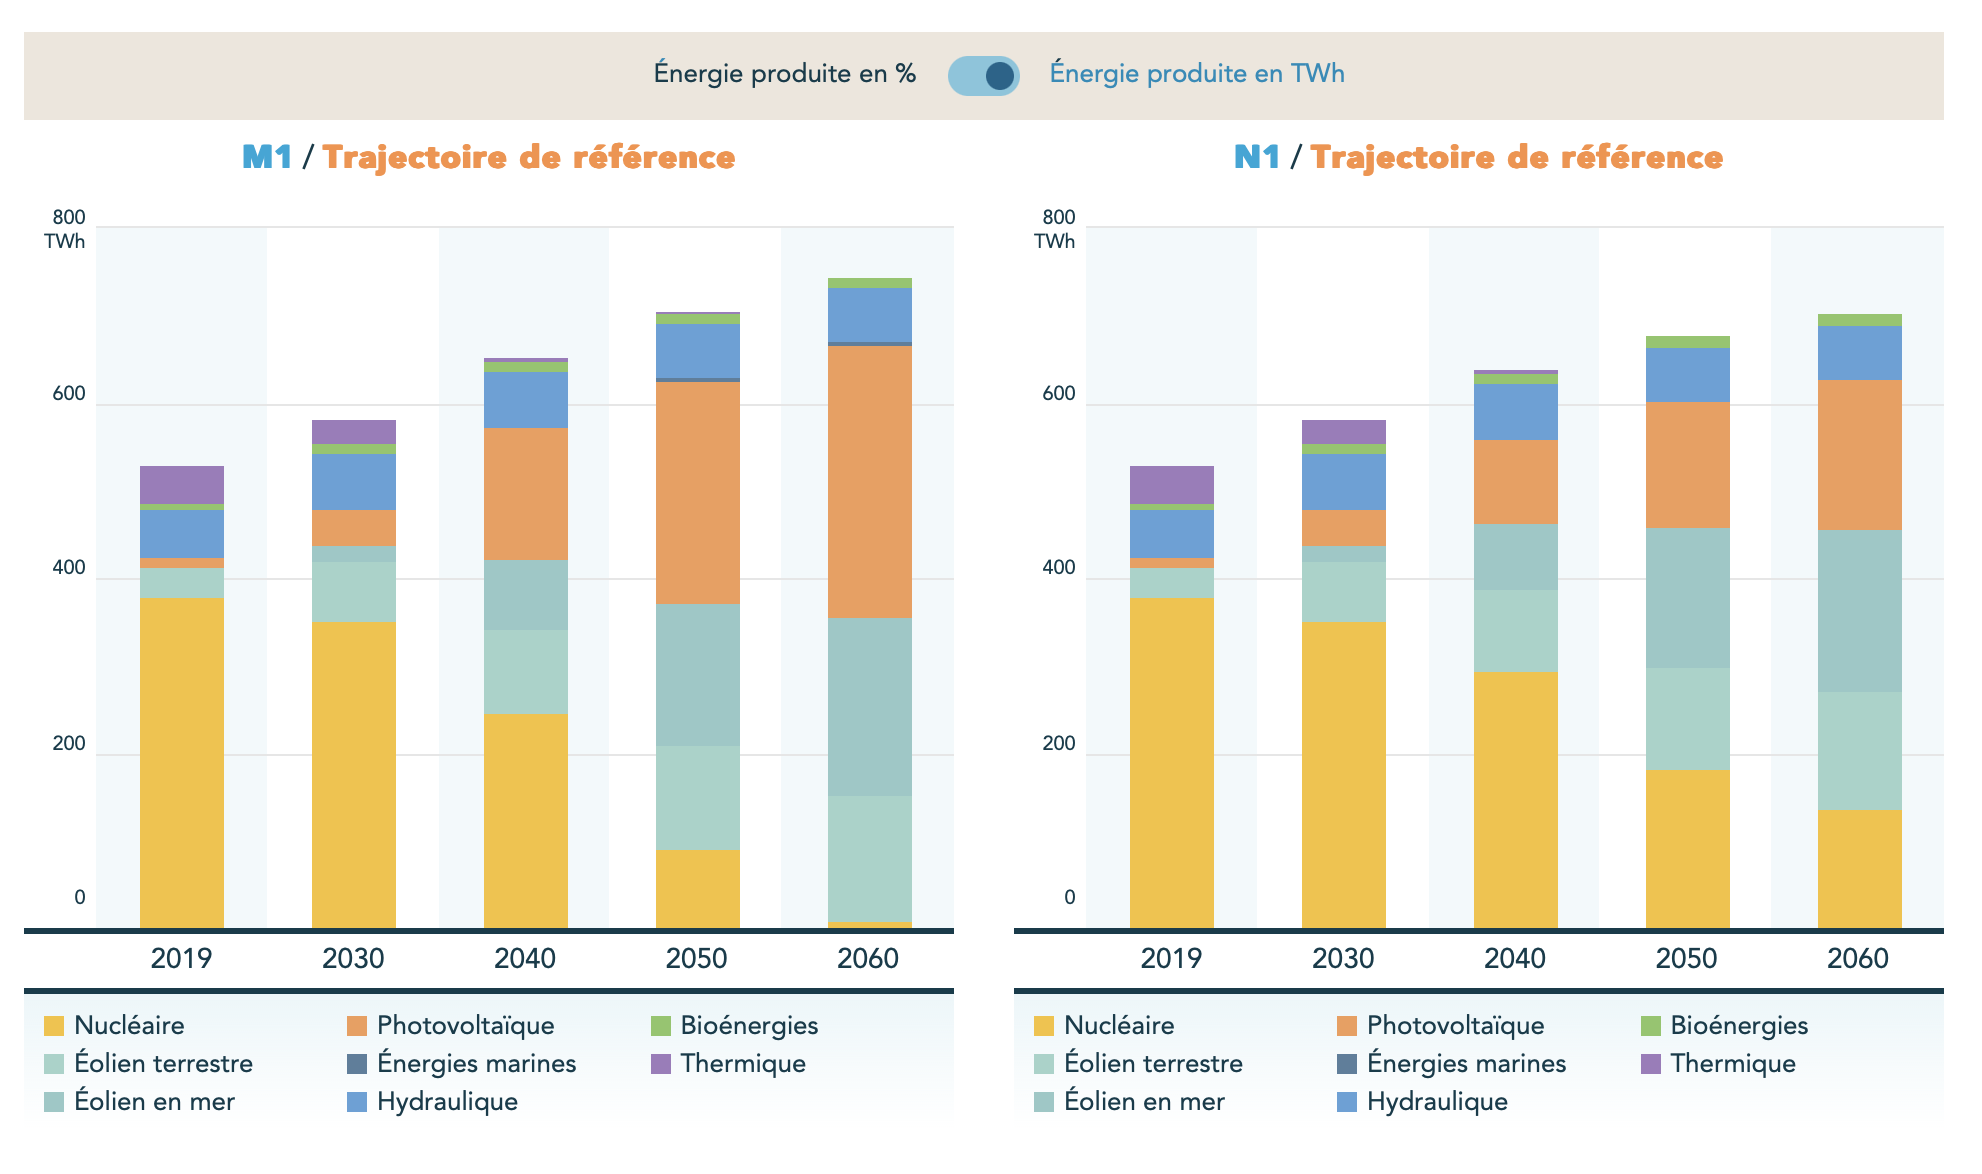 Énergie produite en % Énergie produite en TWh
M1 / Trajectoire de référence
800
TWh
600
400
200
0
2019 2030 2040 2050 2060
Nucléaire Photovoltaïque Bioénergies
Éolien terrestre Énergies marines Thermique
Éolien en mer Hydraulique
N1 / Trajectoire de référence
800
TWh
600
400
200
0
2019 2030 2040 2050 2060
Nucléaire Photovoltaïque Bioénergies
Éolien terrestre Énergies marines Thermique
Éolien en mer Hydraulique